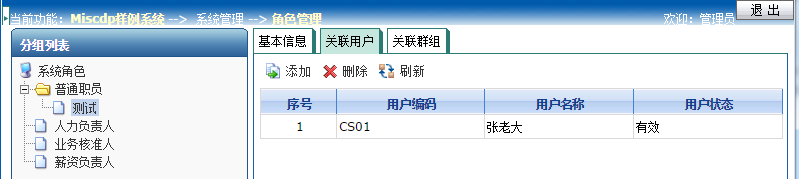 退 出
当前功能: Miscdp样例系统 --> 系统管理 --> 角色管理 欢迎: 管理员
分组列表
系统角色
普通职员
测试
人力负责人
业务核准人
薪资负责人
基本信息 关联用户 关联群组
添加 删除 刷新
序号 用户编码 用户名称 用户状态
1 CS01 张老大 有效